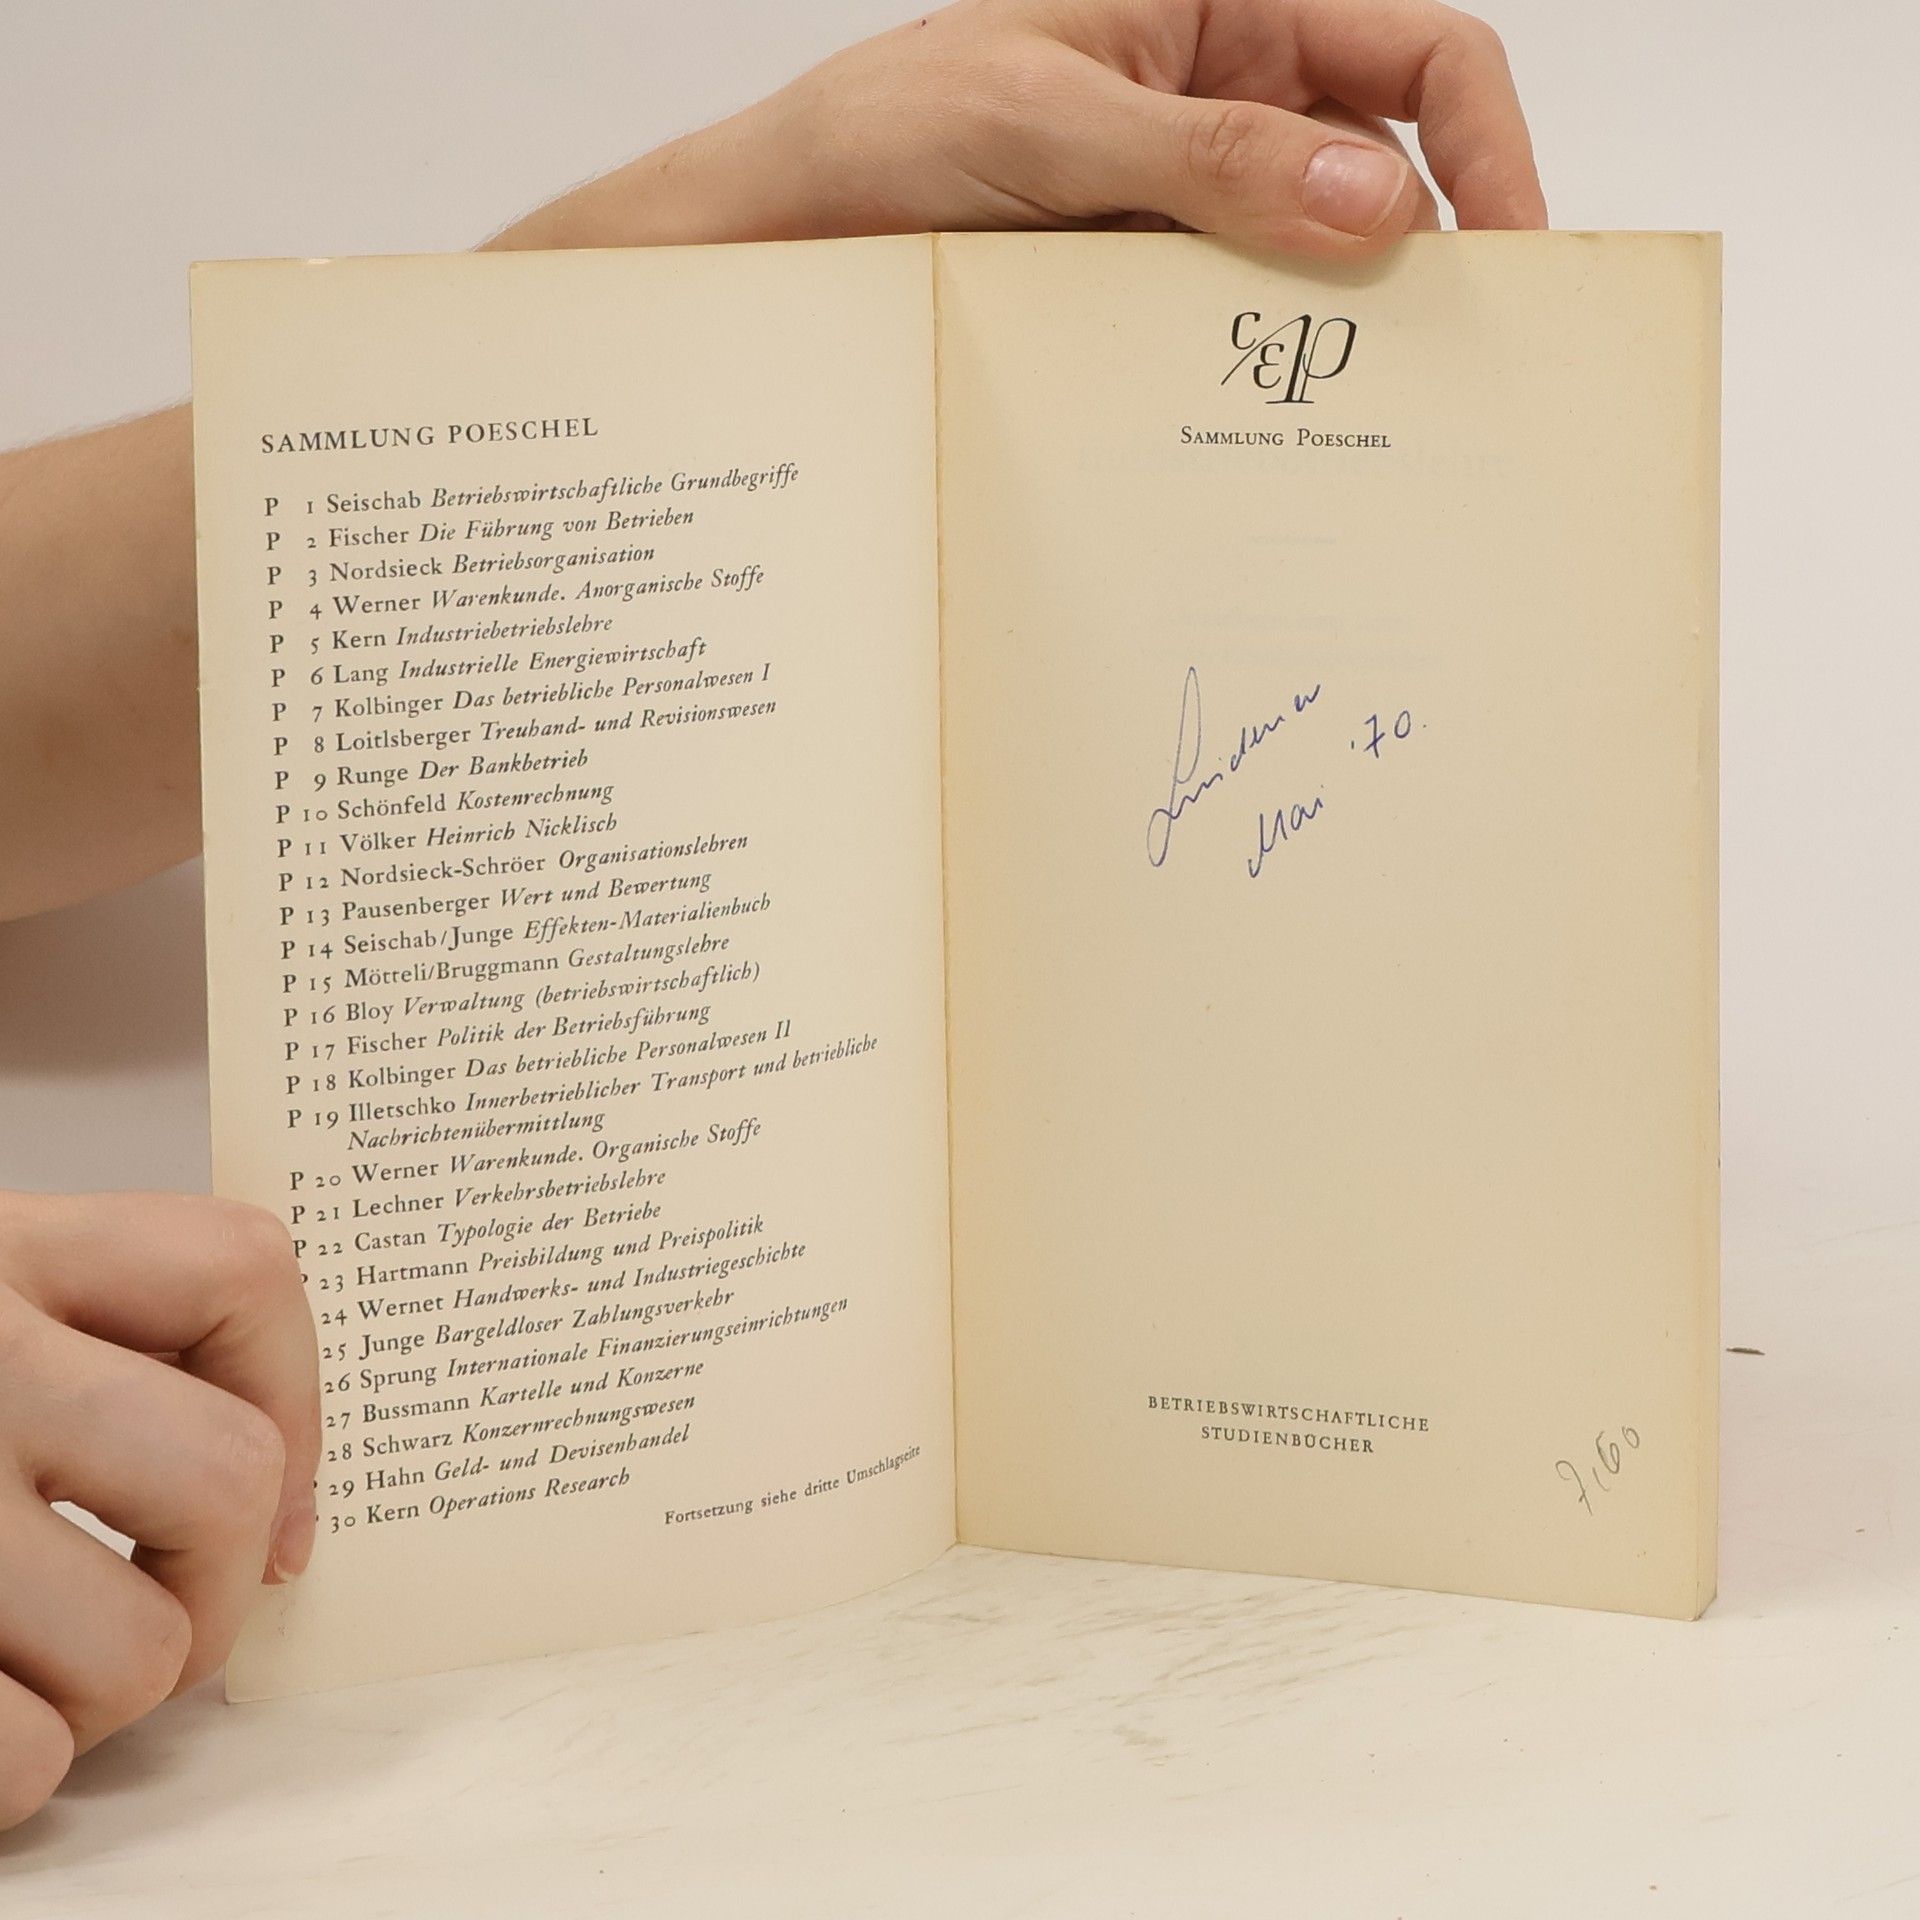 SAMMLUNG POESCHEL
P 1 Seischab Betriebswirtschaftliche Grundbegriffe
P 2 Fischer Die Führung von Betrieben
P 3 Nordsieck Betriebsorganisation
P 4 Werner Warenkunde. Anorganische Stoffe
P 5 Kern Industriebetriebslehre
P 6 Lang Industrielle Energiewirtschaft
P 7 Kolbinger Das betriebliche Personalwesen I
P 8 Loitlsberger Treuhand- und Revisionswesen
P 9 Runge Der Bankbetrieb
P 10 Schönfeld Kostenrechnung
P 11 Völker Heinrich Nicklisch
P 12 Nordsieck-Schröer Organisationslehren
P 13 Pausenberger Wert und Bewertung
P 14 Seischab/Junge Effekten-Materialienbuch
P 15 Mötteli/Bruggmann Gestaltungslehre
P 16 Bloy Verwaltung (betriebswirtschaftlich)
P 17 Fischer Politik der Betriebsführung
P 18 Kolbinger Das betriebliche Personalwesen II
P 19 Illetschko Innerbetrieblicher Transport und betriebliche
Nachrichtenübermittlung
P 20 Werner Warenkunde. Organische Stoffe
P 21 Lechner Verkehrsbetriebslehre
P 22 Castan Typologie der Betriebe
P 23 Hartmann Preisbildung und Preispolitik
24 Wernet Handwerks- und Industriegeschichte
25 Junge Bargeldloser Zahlungsverkehr
26 Sprung Internationale Finanzierungseinrichtungen
27 Bussmann Kartelle und Konzerne
28 Schwarz Konzernrechnungswesen
29 Hahn Geld- und Devisenhandel
30 Kern Operations Research
Fortsetzung siehe dritte Umschlagseite
CEP
SAMMLUNG POESCHEL
Mai '70.
BETRIEBSWIRTSCHAFTLICHE
STUDIENBÜCHER
7,60